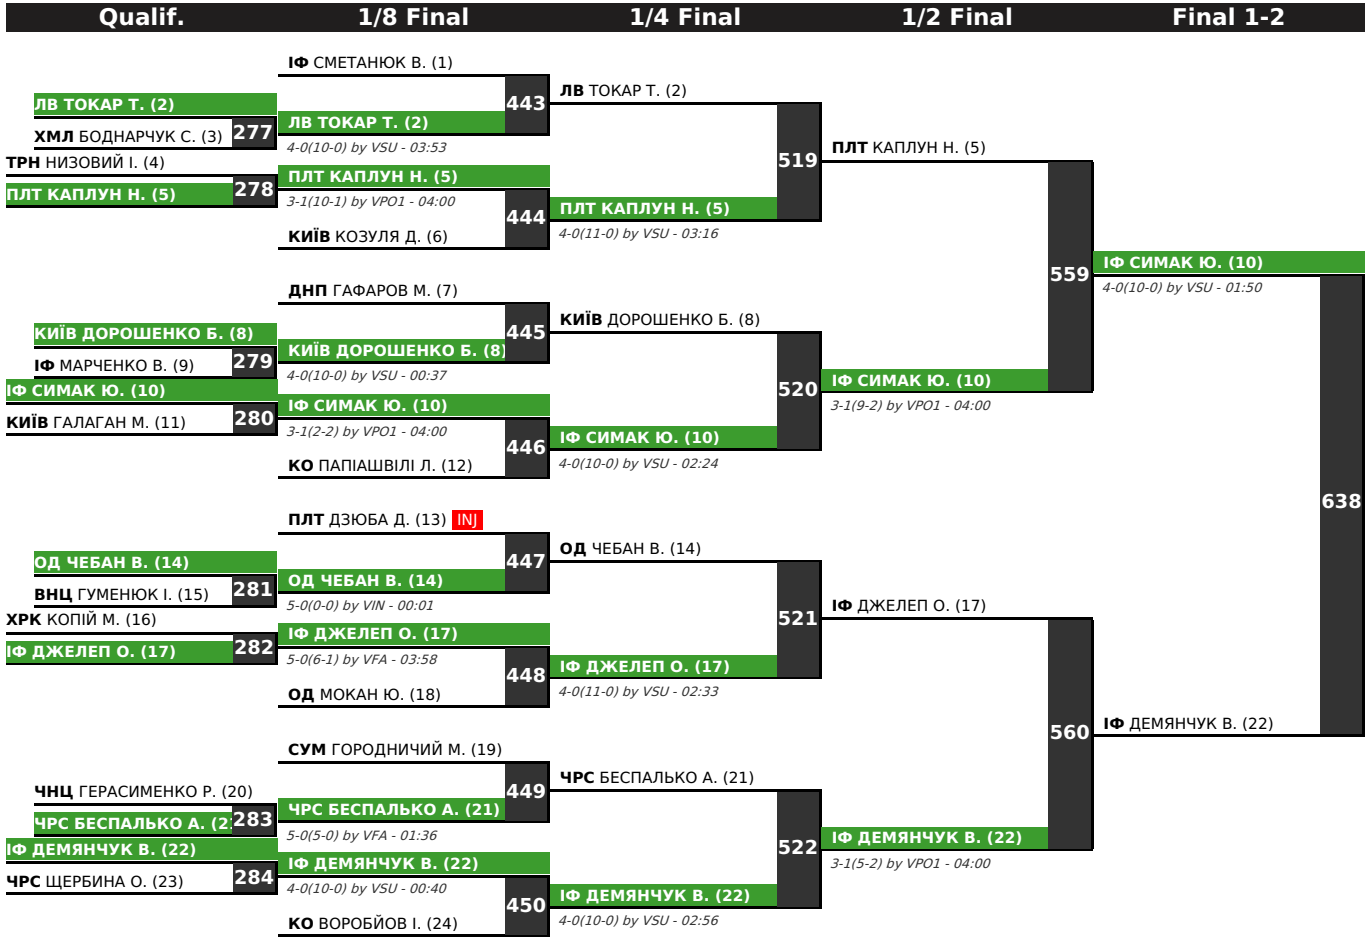 Qualif.
1/8 Final
1/4 Final
1/2 Final
Final 1-2
ЛВ ТОКАР Т. (2)
ХМЛ БОДНАРЧУК С. (3)
277
ТРН НИЗОВИЙ І. (4)
ПЛТ КАПЛУН Н. (5)
278
КИЇВ ДОРОШЕНКО Б. (8)
ІФ МАРЧЕНКО В. (9)
279
ІФ СИМАК Ю. (10)
КИЇВ ГАЛАГАН М. (11)
280
ОД ЧЕБАН В. (14)
ВНЦ ГУМЕНЮК І. (15)
281
ХРК КОПІЙ М. (16)
ІФ ДЖЕЛЕП О. (17)
282
ЧНЦ ГЕРАСИМЕНКО Р. (20)
ЧРС БЕСПАЛЬКО А. (2
283
ІФ ДЕМЯНЧУК В. (22)
ЧРС ЩЕРБИНА О. (23)
284
ІФ СМЕТАНЮК В. (1)
443
ЛВ ТОКАР Т. (2)
4-0(10-0) by VSU - 03:53
ПЛТ КАПЛУН Н. (5)
3-1(10-1) by VPO1 - 04:00
444
КИЇВ КОЗУЛЯ Д. (6)
ДНП ГАФАРОВ М. (7)
445
КИЇВ ДОРОШЕНКО Б. (8)
4-0(10-0) by VSU - 00:37
ІФ СИМАК Ю. (10)
3-1(2-2) by VPO1 - 04:00
446
КО ПАПІАШВІЛІ Л. (12)
ПЛТ ДЗЮБА Д. (13) INJ
447
ОД ЧЕБАН В. (14)
5-0(0-0) by VIN - 00:01
ІФ ДЖЕЛЕП О. (17)
5-0(6-1) by VFA - 03:58
448
ОД МОКАН Ю. (18)
СУМ ГОРОДНИЧИЙ М. (19)
449
ЧРС БЕСПАЛЬКО А. (21)
5-0(5-0) by VFA - 01:36
ІФ ДЕМЯНЧУК В. (22)
4-0(10-0) by VSU - 00:40
450
КО ВОРОБЙОВ І. (24)
ЛВ ТОКАР Т. (2)
519
ПЛТ КАПЛУН Н. (5)
4-0(11-0) by VSU - 03:16
КИЇВ ДОРОШЕНКО Б. (8)
520
ІФ СИМАК Ю. (10)
4-0(10-0) by VSU - 02:24
ОД ЧЕБАН В. (14)
521
ІФ ДЖЕЛЕП О. (17)
4-0(11-0) by VSU - 02:33
ЧРС БЕСПАЛЬКО А. (21)
522
ІФ ДЕМЯНЧУК В. (22)
4-0(10-0) by VSU - 02:56
ПЛТ КАПЛУН Н. (5)
559
ІФ СИМАК Ю. (10)
3-1(9-2) by VPO1 - 04:00
ІФ ДЖЕЛЕП О. (17)
560
ІФ ДЕМЯНЧУК В. (22)
3-1(5-2) by VPO1 - 04:00
ІФ СИМАК Ю. (10)
4-0(10-0) by VSU - 01:50
638
ІФ ДЕМЯНЧУК В. (22)